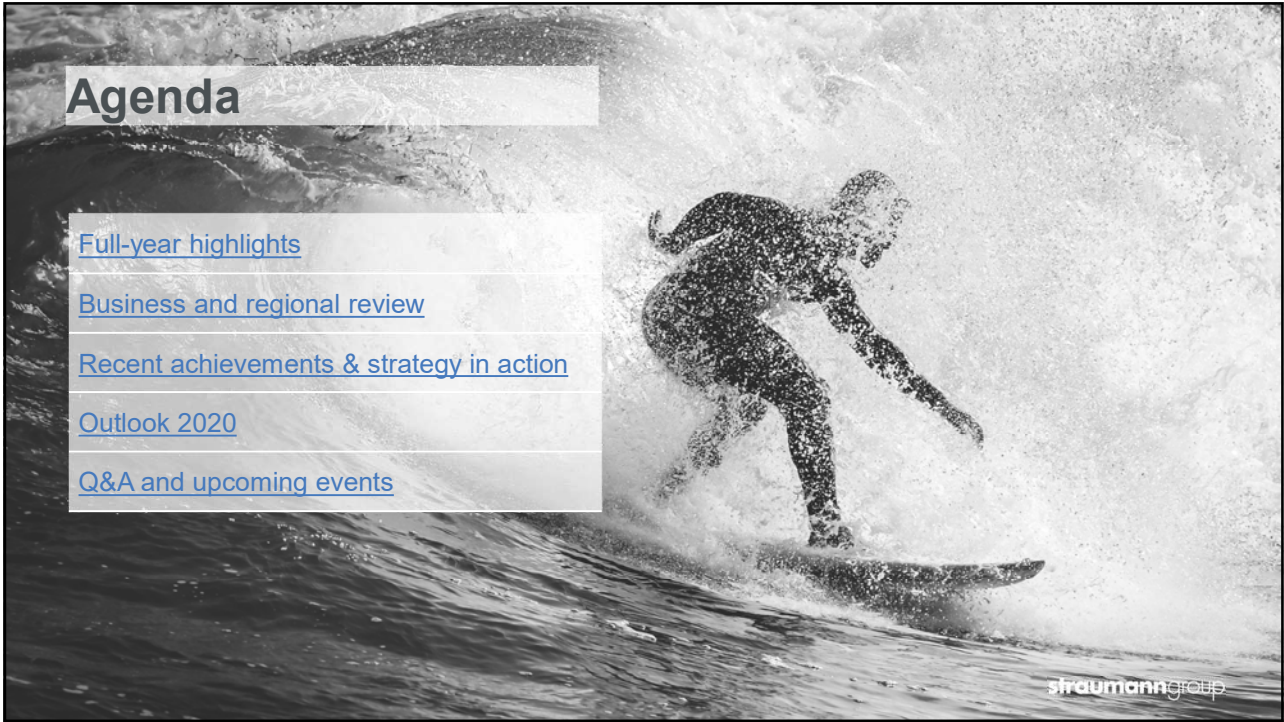 Agenda
Full-year highlights
Business and regional review
Recent achievements & strategy in action
Outlook 2020
Q&A and upcoming events
straumanngroup